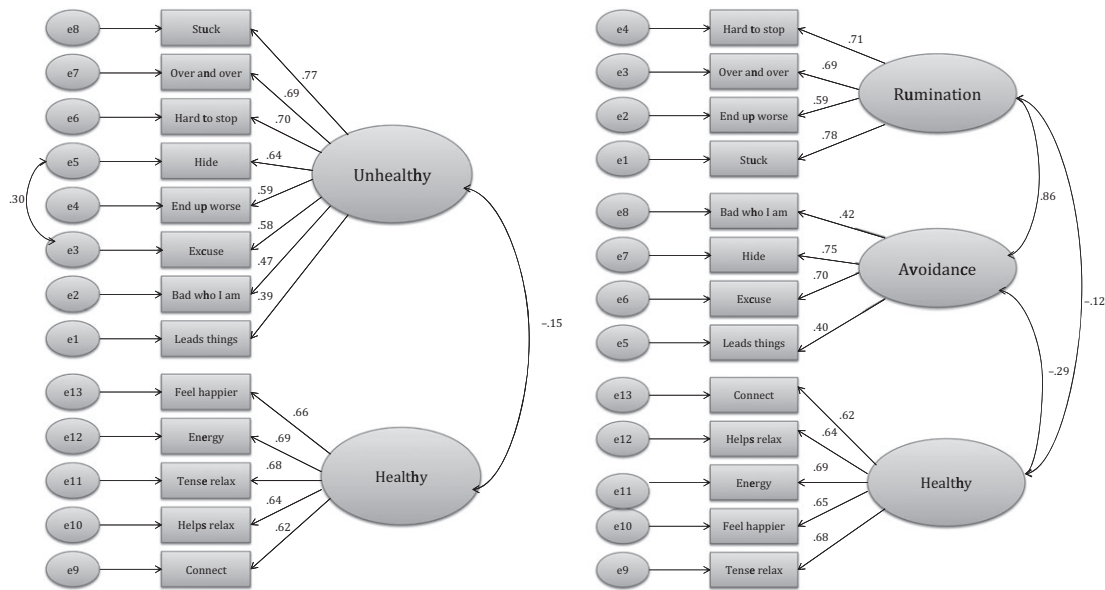 e8 Stuck
.77
e7 Over and over
.69
e6 Hard to stop
.70
e5 Hide
.64
Unhealthy
.30
e4 End up worse
.59
e3 Excuse
.58
e2 Bad who I am
.47
.39
e1 Leads things
–.15
e13 Feel happier
.66
e12 Energy
.69
e11 Tense relax
.68
Healthy
e10 Helps relax
.64
e9 Connect
.62
e4 Hard to stop
.71
e3 Over and over
.69
Rumination
e2 End up worse
.59
e1 Stuck
.78
.86
e8 Bad who I am
.42
e7 Hide
.75
Avoidance
e6 Excuse
.70
e5 Leads things
.40
–.12
–.29
e13 Connect
.62
e12 Helps relax
.64
e11 Energy
.69
Healthy
e10 Feel happier
.65
e9 Tense relax
.68